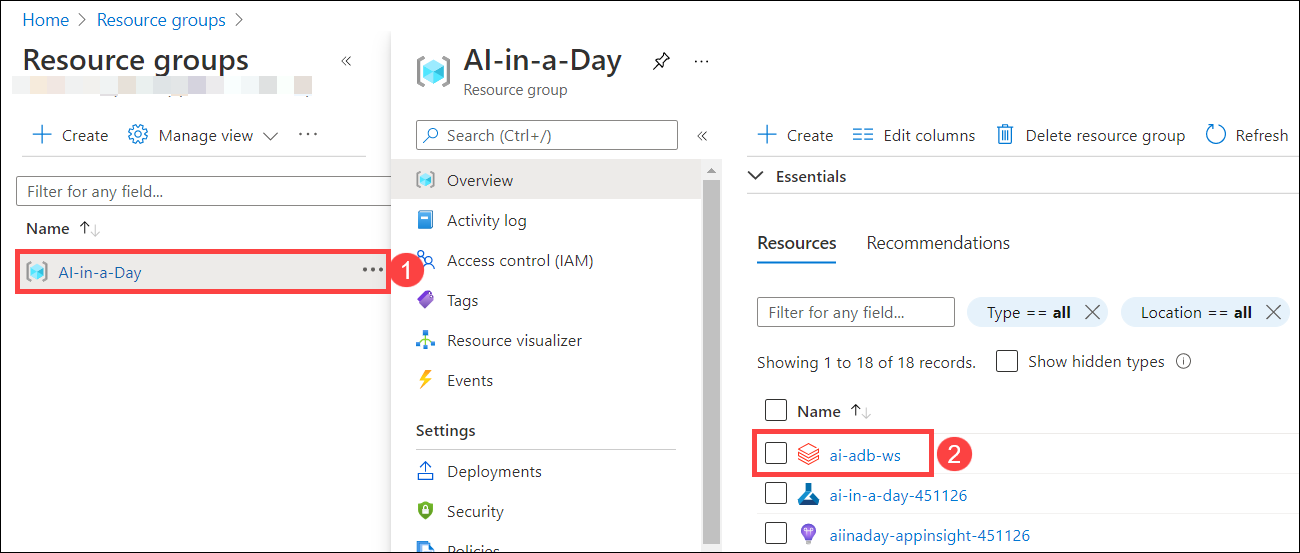 Home > Resource groups >
Resource groups «
+ Create Manage view ...
Filter for any field...
Name ↑↓
AI-in-a-Day ... 1
AI-in-a-Day ...
Resource group
Search (Ctrl+/) «
Overview
Activity log
Access control (IAM)
Tags
Resource visualizer
Events
Settings
Deployments
Security
Policies
+ Create Edit columns Delete resource group Refresh
Essentials
Resources Recommendations
Filter for any field... Type == all × Location == all ×
Showing 1 to 18 of 18 records. Show hidden types
Name ↑↓
ai-adb-ws 2
ai-in-a-day-451126
aiinaday-appinsight-451126